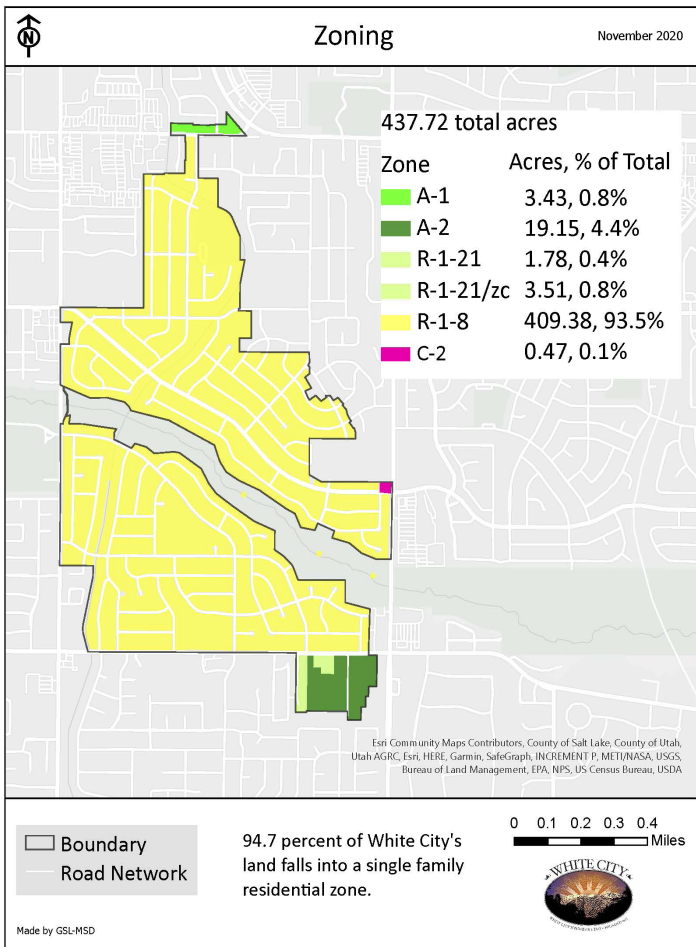 N
Zoning
November 2020
437.72 total acres
Zone Acres, % of Total
A-1 3.43, 0.8%
A-2 19.15, 4.4%
R-1-21 1.78, 0.4%
R-1-21/zc 3.51, 0.8%
R-1-8 409.38, 93.5%
C-2 0.47, 0.1%
Esri Community Maps Contributors, County of Salt Lake, County of Utah,
Utah AGRC, Esri, HERE, Garmin, SafeGraph, INCREMENT P, METI/NASA, USGS,
Bureau of Land Management, EPA, NPS, US Census Bureau, USDA
Boundary
Road Network
Made by GSL-MSD
94.7 percent of White City's
land falls into a single family
residential zone.
0 0.1 0.2 0.3 0.4
Miles
WHITE CITY